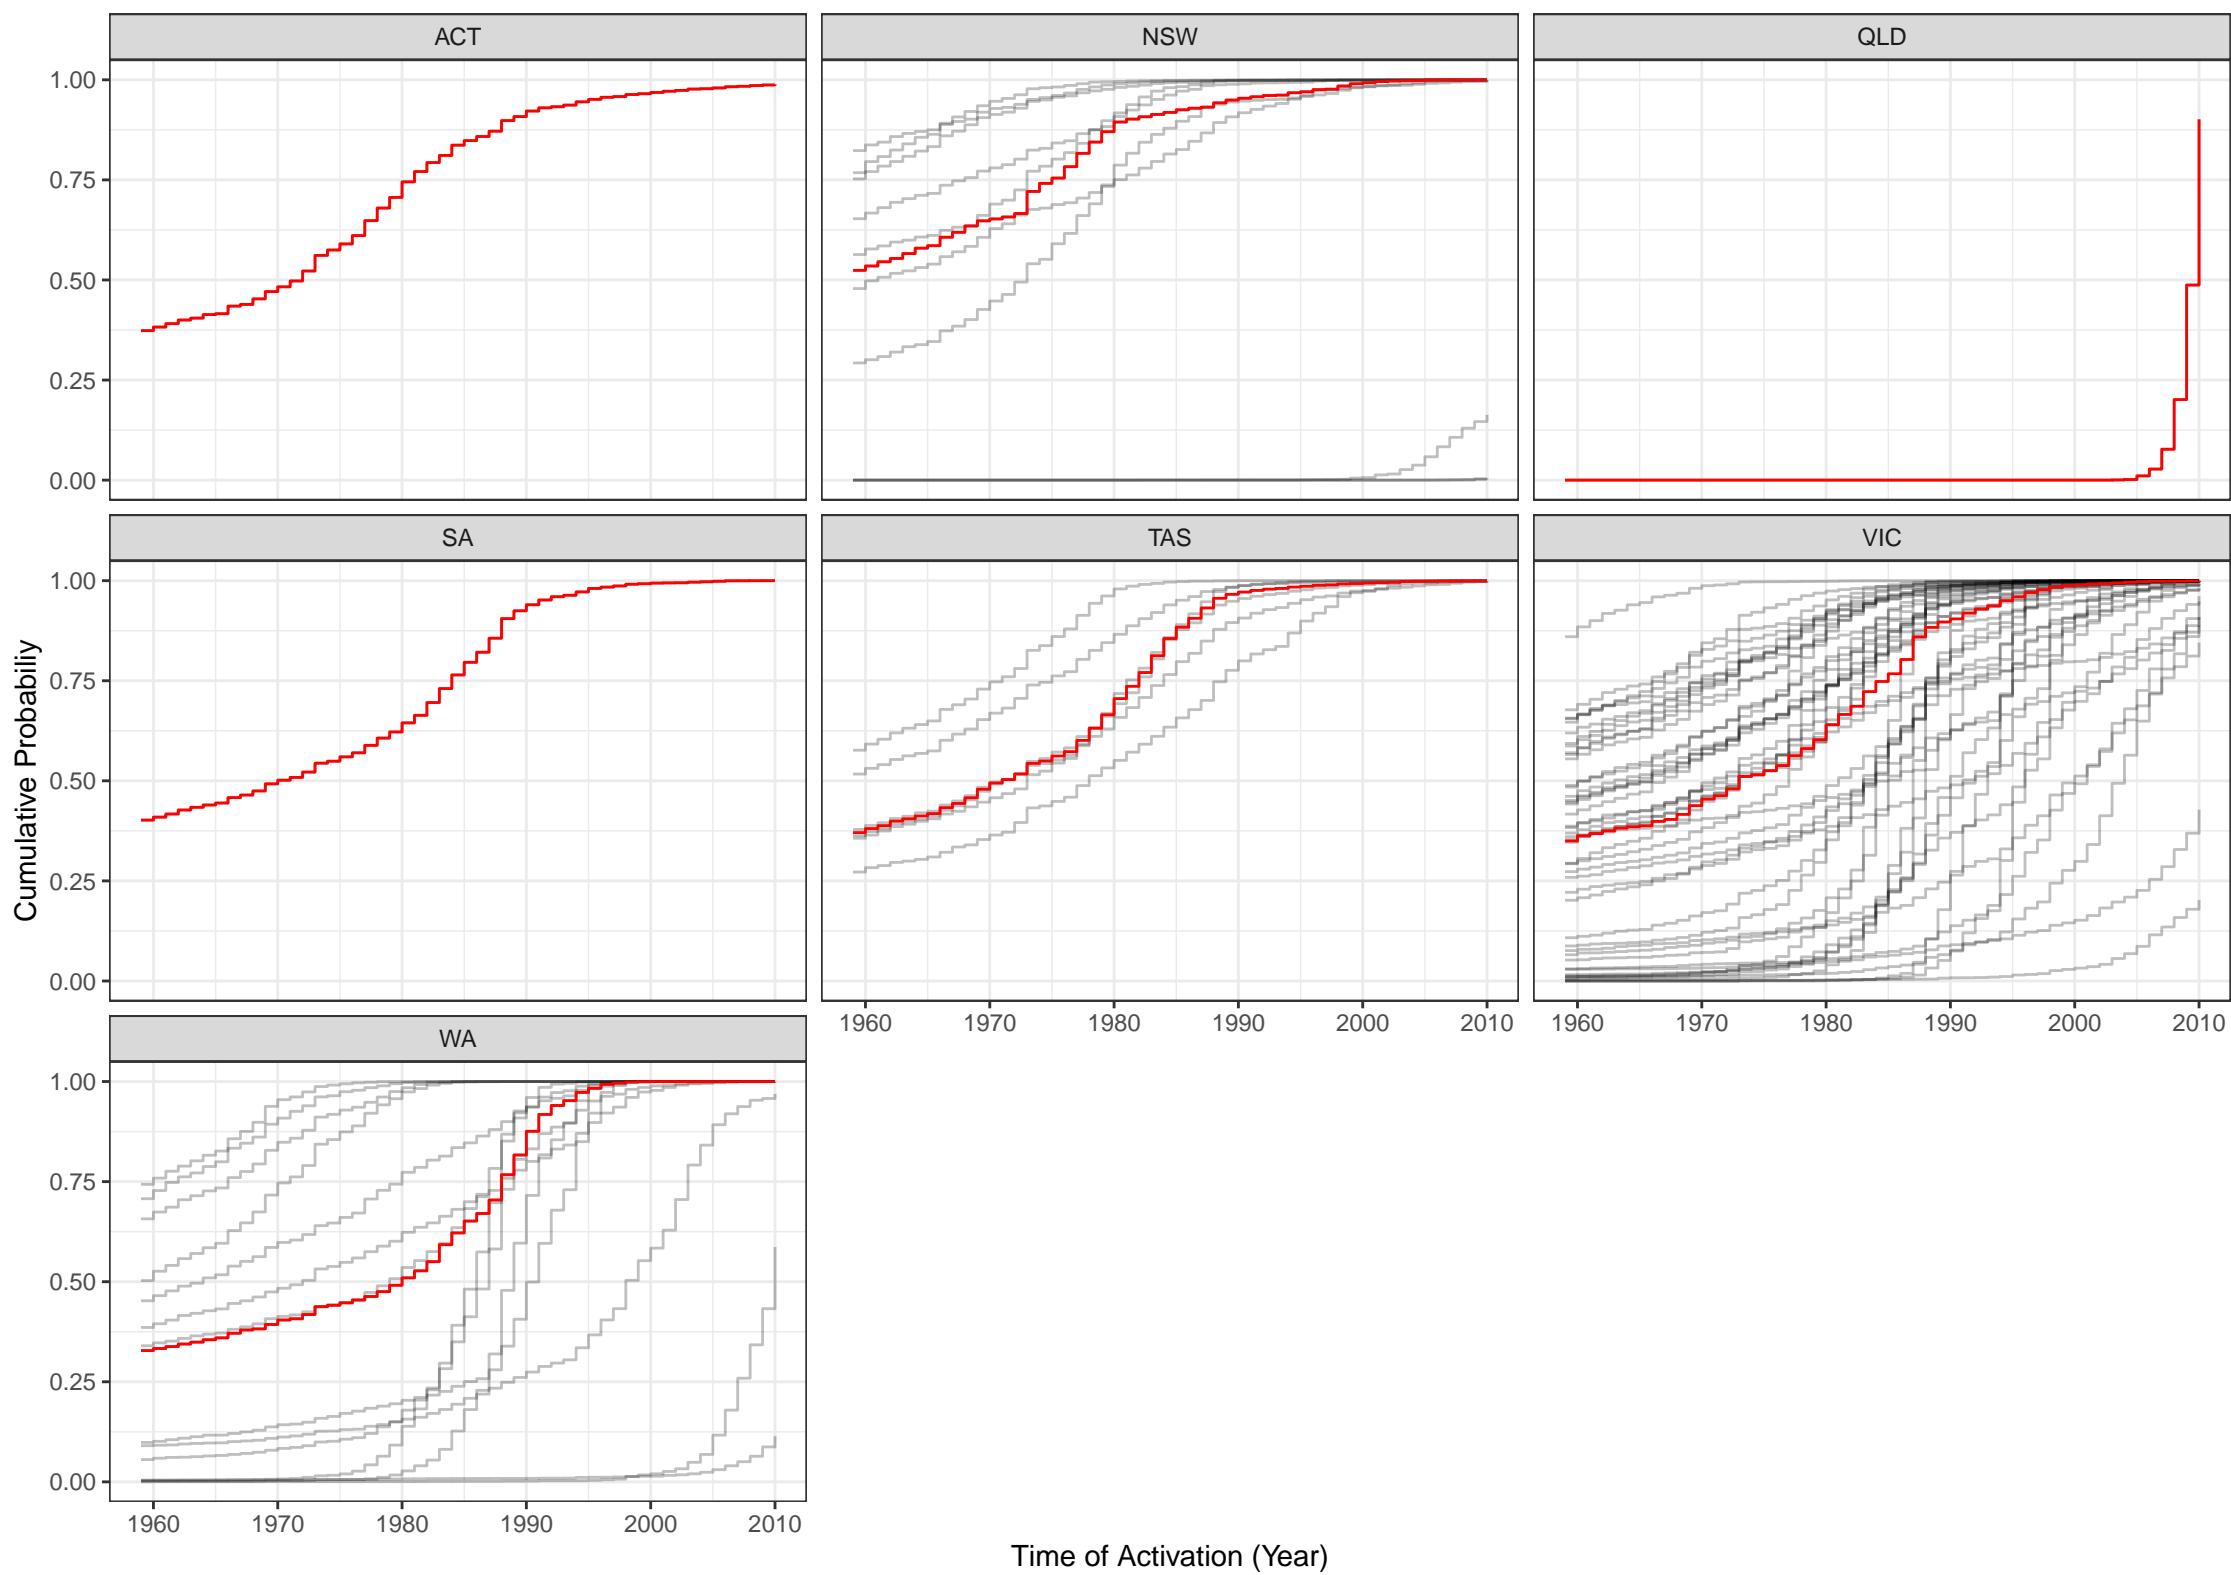 ACT NSW QLD
1.00
0.75
0.50
0.25
0.00
SA TAS VIC
1.00
0.75
0.50
0.25
0.00
1960 1970 1980 1990 2000 2010 1960 1970 1980 1990 2000 2010
WA
1.00
0.75
0.50
0.25
0.00
1960 1970 1980 1990 2000 2010
Cumulative Probabiliy
Time of Activation (Year)